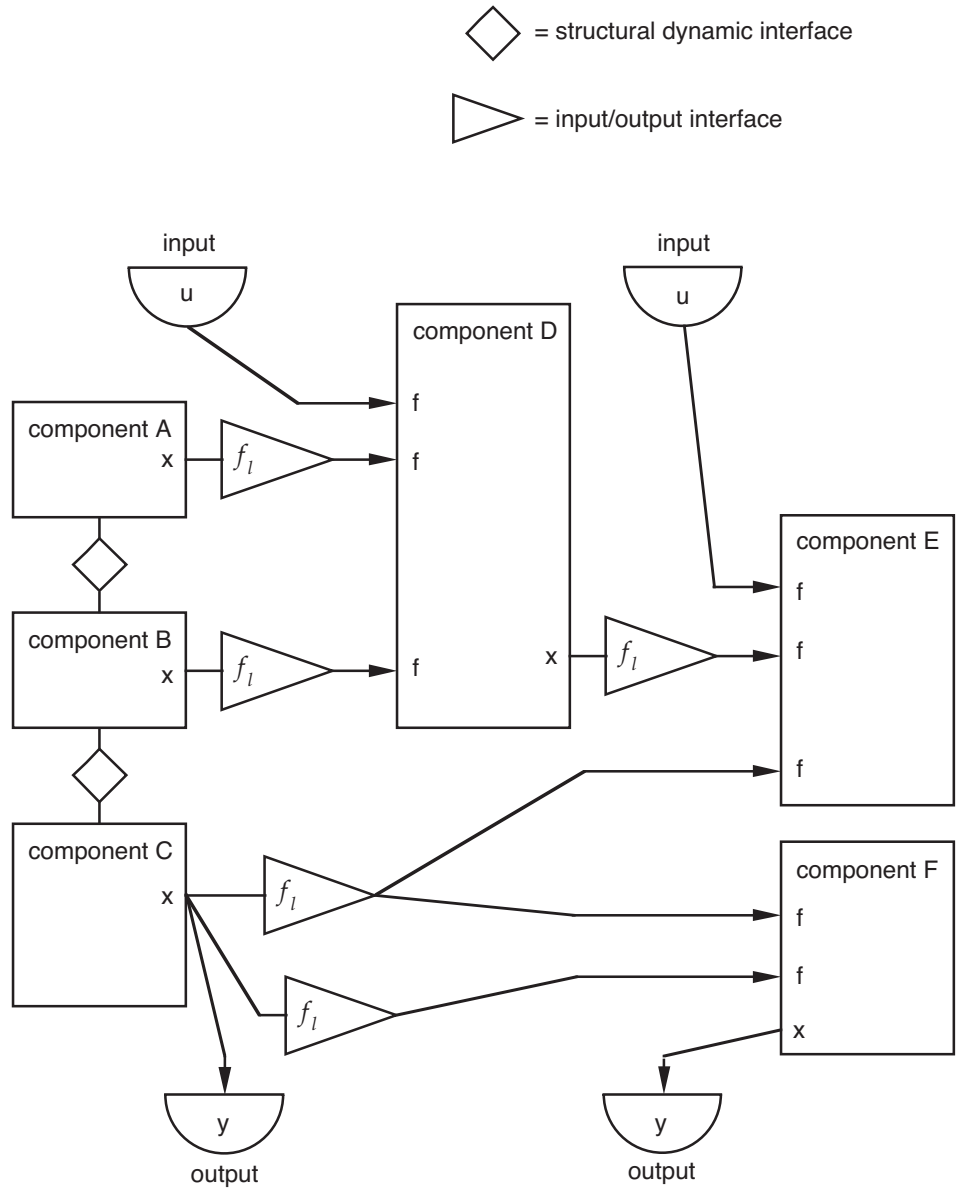 = structural dynamic interface
= input/output interface
input
u
input
u
component D
f
f
f
x
component A
x
f_l
component B
x
f_l
f_l
component E
f
f
f
component C
x
f_l
f_l
component F
f
f
x
y
output
y
output